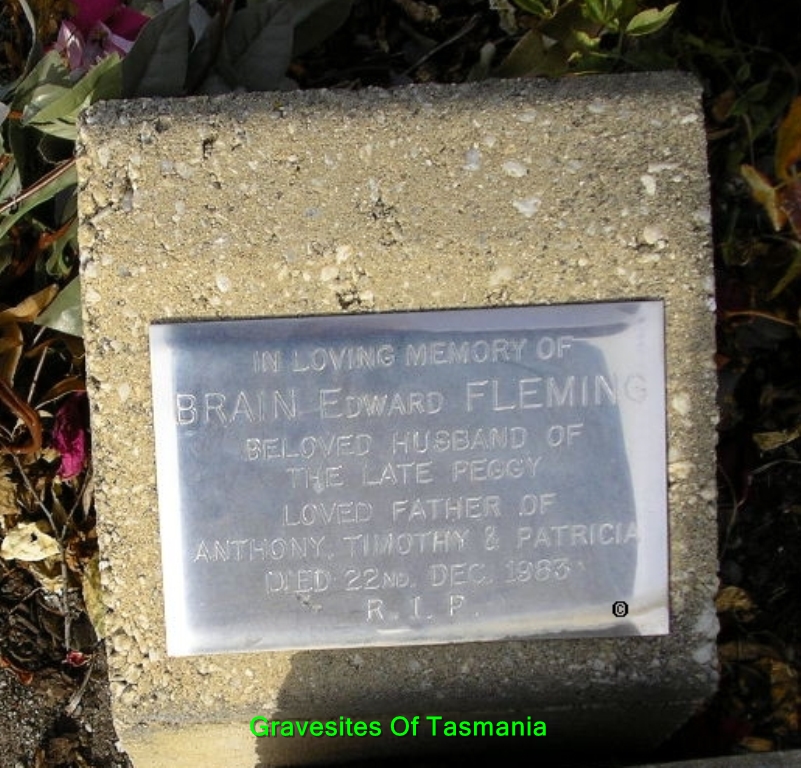 IN LOVING MEMORY OF
BRAIN EDWARD FLEMING
BELOVED HUSBAND OF
THE LATE PEGGY
LOVED FATHER OF
ANTHONY, TIMOTHY & PATRICIA
DIED 22ND. DEC. 1983
R. I. P.
©
Gravesites Of Tasmania